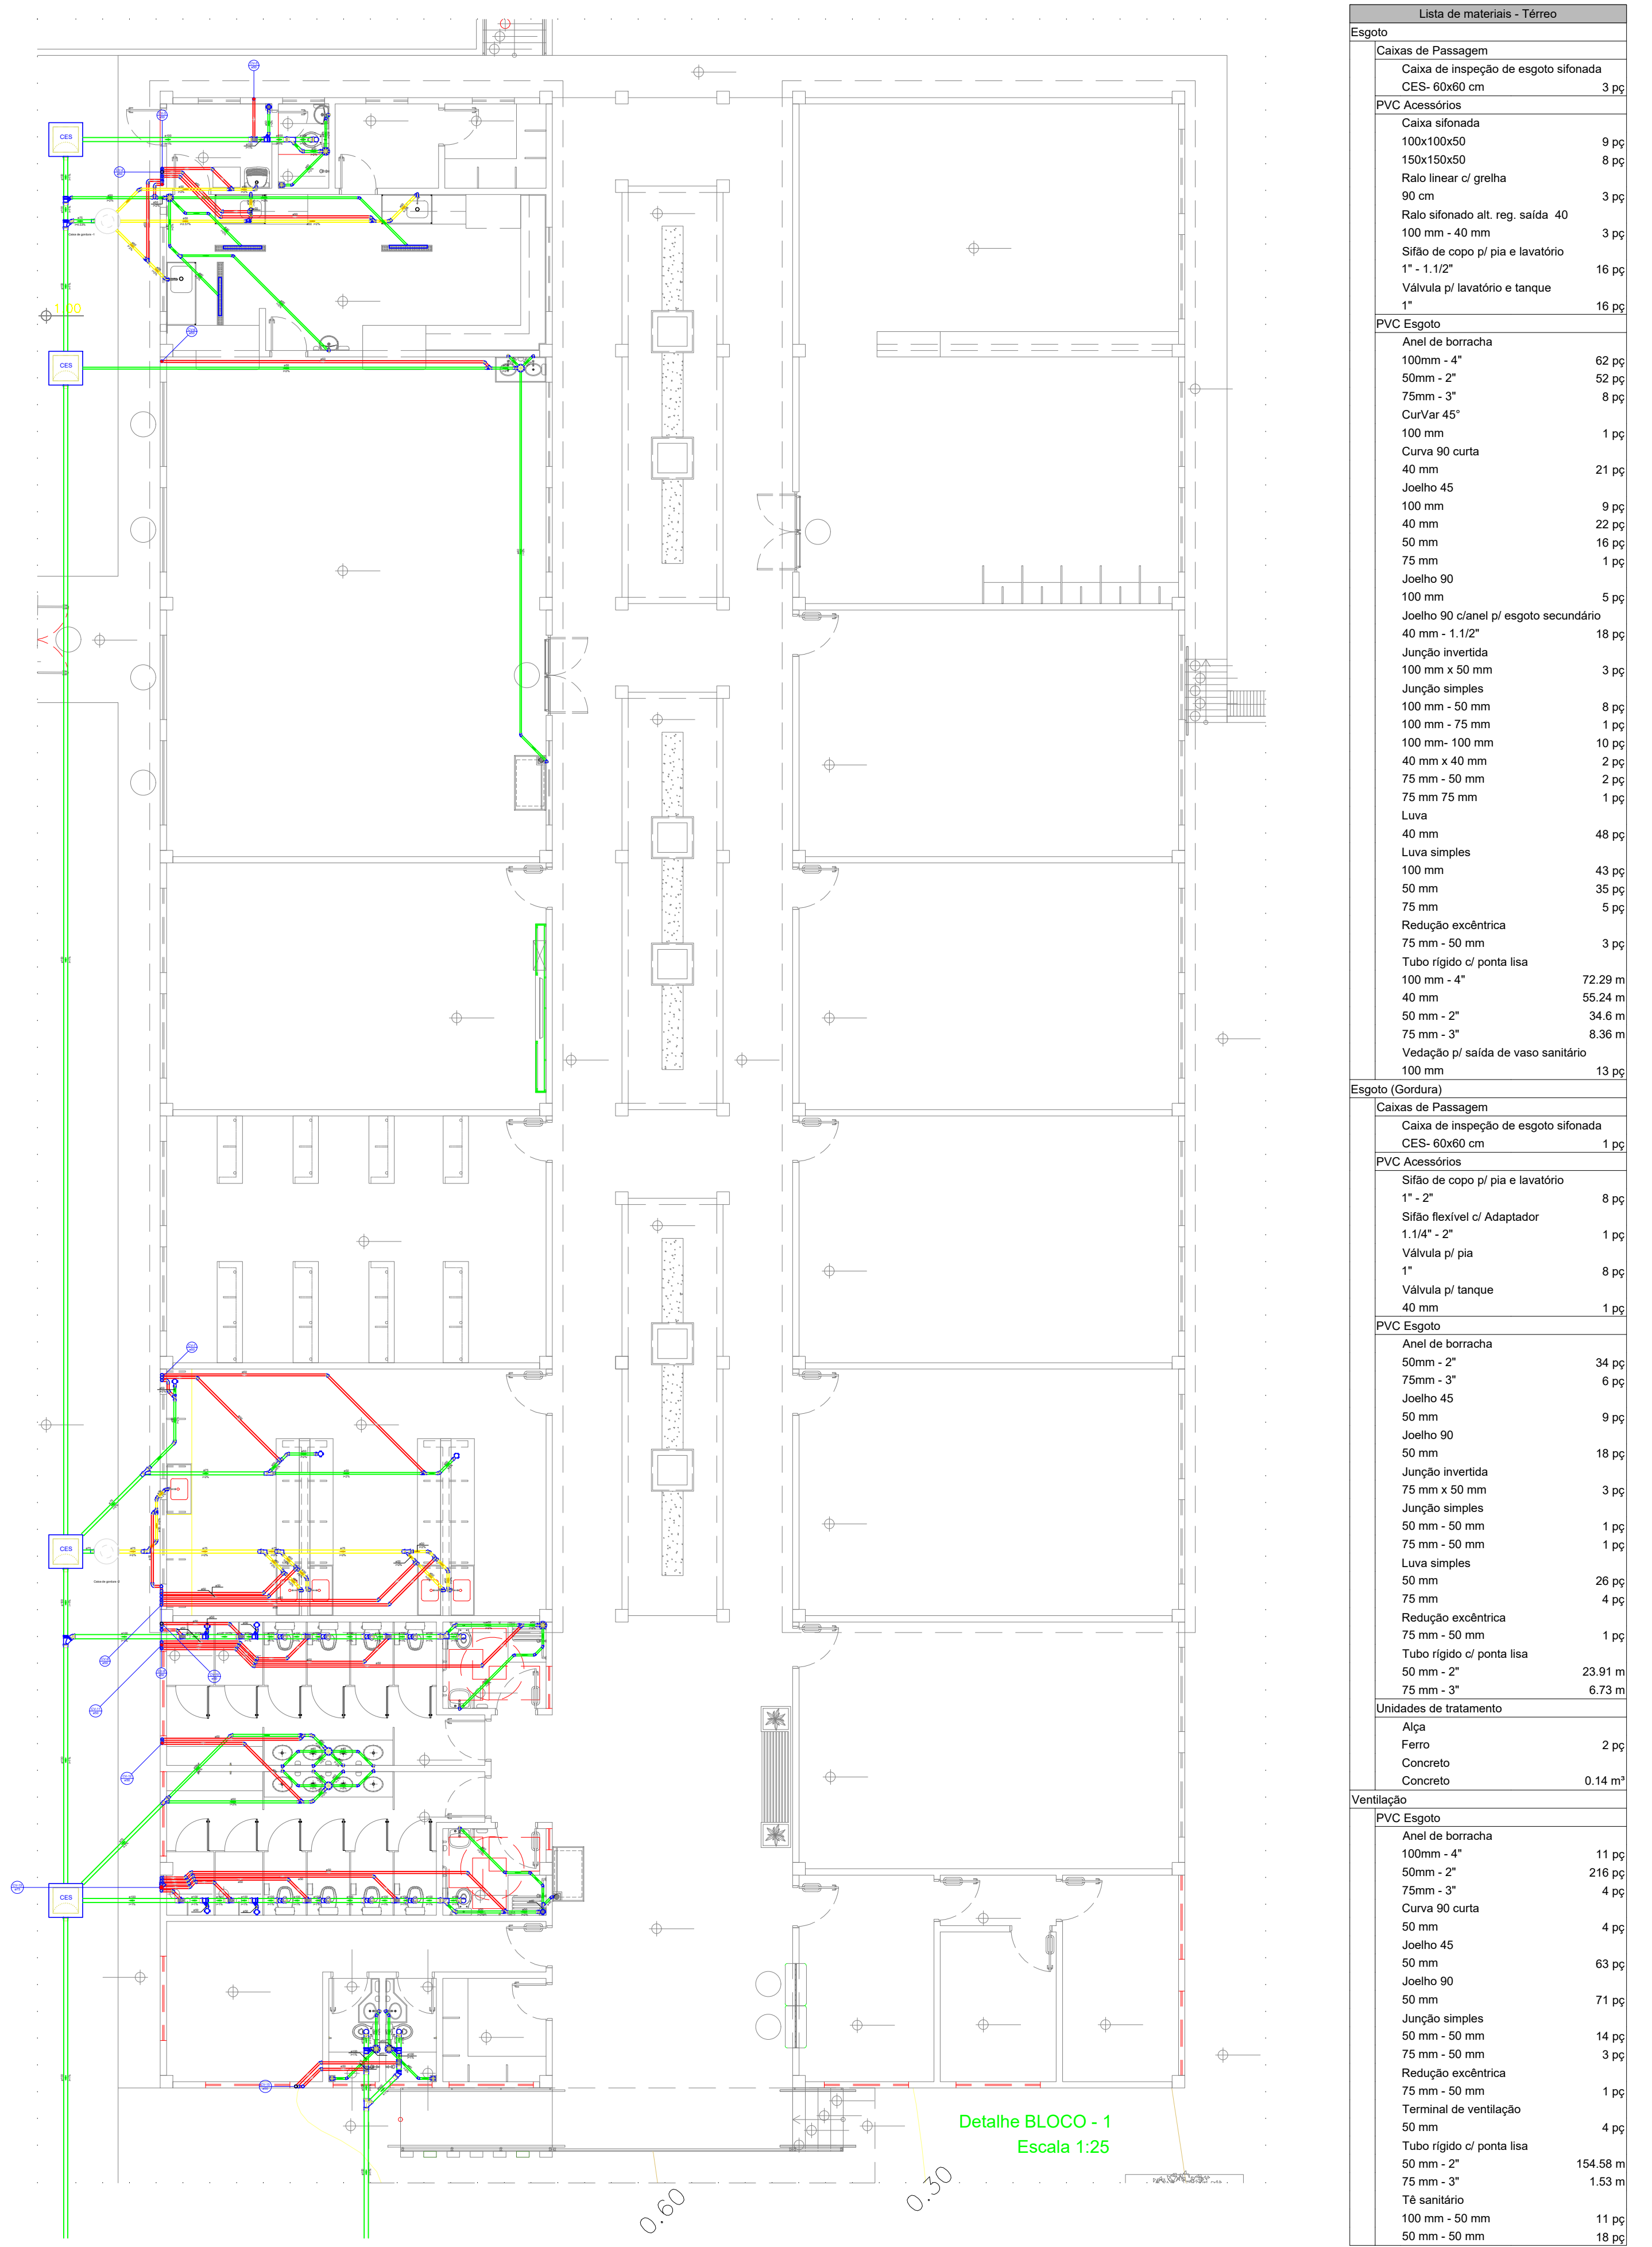 CES
1.00
CES
CES
CES
Detalhe BLOCO - 1
Escala 1:25
0.60
0.30
Lista de materiais - Térreo
Esgoto
Caixas de Passagem
Caixa de inspeção de esgoto sifonada
CES- 60x60 cm 3 pç
PVC Acessórios
Caixa sifonada
100x100x50 9 pç
150x150x50 8 pç
Ralo linear c/ grelha
90 cm 3 pç
Ralo sifonado alt. reg. saída 40
100 mm - 40 mm 3 pç
Sifão de copo p/ pia e lavatório
1" - 1.1/2" 16 pç
Válvula p/ lavatório e tanque
1" 16 pç
PVC Esgoto
Anel de borracha
100mm - 4" 62 pç
50mm - 2" 52 pç
75mm - 3" 8 pç
CurVar 45°
100 mm 1 pç
Curva 90 curta
40 mm 21 pç
Joelho 45
100 mm 9 pç
40 mm 22 pç
50 mm 16 pç
75 mm 1 pç
Joelho 90
100 mm 5 pç
Joelho 90 c/anel p/ esgoto secundário
40 mm - 1.1/2" 18 pç
Junção invertida
100 mm x 50 mm 3 pç
Junção simples
100 mm - 50 mm 8 pç
100 mm - 75 mm 1 pç
100 mm- 100 mm 10 pç
40 mm x 40 mm 2 pç
75 mm - 50 mm 2 pç
75 mm 75 mm 1 pç
Luva
40 mm 48 pç
Luva simples
100 mm 43 pç
50 mm 35 pç
75 mm 5 pç
Redução excêntrica
75 mm - 50 mm 3 pç
Tubo rígido c/ ponta lisa
100 mm - 4" 72.29 m
40 mm 55.24 m
50 mm - 2" 34.6 m
75 mm - 3" 8.36 m
Vedação p/ saída de vaso sanitário
100 mm 13 pç
Esgoto (Gordura)
Caixas de Passagem
Caixa de inspeção de esgoto sifonada
CES- 60x60 cm 1 pç
PVC Acessórios
Sifão de copo p/ pia e lavatório
1" - 2" 8 pç
Sifão flexível c/ Adaptador
1.1/4" - 2" 1 pç
Válvula p/ pia
1" 8 pç
Válvula p/ tanque
40 mm 1 pç
PVC Esgoto
Anel de borracha
50mm - 2" 34 pç
75mm - 3" 6 pç
Joelho 45
50 mm 9 pç
Joelho 90
50 mm 18 pç
Junção invertida
75 mm x 50 mm 3 pç
Junção simples
50 mm - 50 mm 1 pç
75 mm - 50 mm 1 pç
Luva simples
50 mm 26 pç
75 mm 4 pç
Redução excêntrica
75 mm - 50 mm 1 pç
Tubo rígido c/ ponta lisa
50 mm - 2" 23.91 m
75 mm - 3" 6.73 m
Unidades de tratamento
Alça
Ferro 2 pç
Concreto
Concreto 0.14 m³
Ventilação
PVC Esgoto
Anel de borracha
100mm - 4" 11 pç
50mm - 2" 216 pç
75mm - 3" 4 pç
Curva 90 curta
50 mm 4 pç
Joelho 45
50 mm 63 pç
Joelho 90
50 mm 71 pç
Junção simples
50 mm - 50 mm 14 pç
75 mm - 50 mm 3 pç
Redução excêntrica
75 mm - 50 mm 1 pç
Terminal de ventilação
50 mm 4 pç
Tubo rígido c/ ponta lisa
50 mm - 2" 154.58 m
75 mm - 3" 1.53 m
Tê sanitário
100 mm - 50 mm 11 pç
50 mm - 50 mm 18 pç